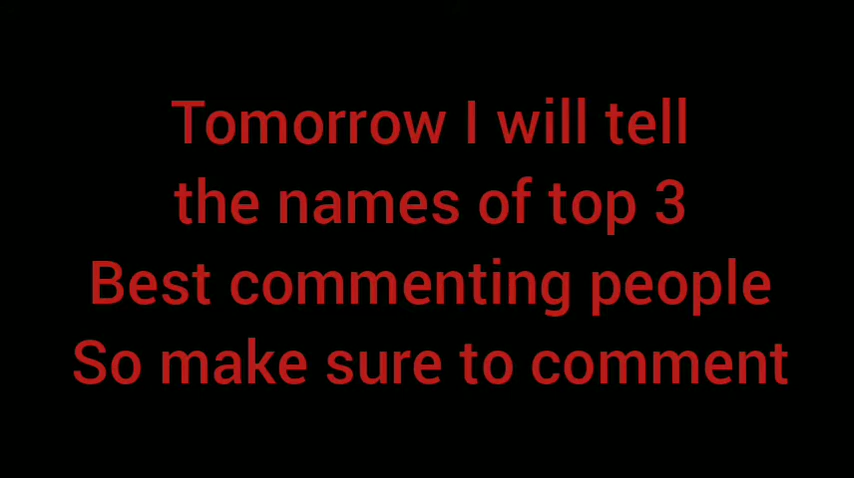 Tomorrow I will tell
the names of top 3
Best commenting people
So make sure to comment